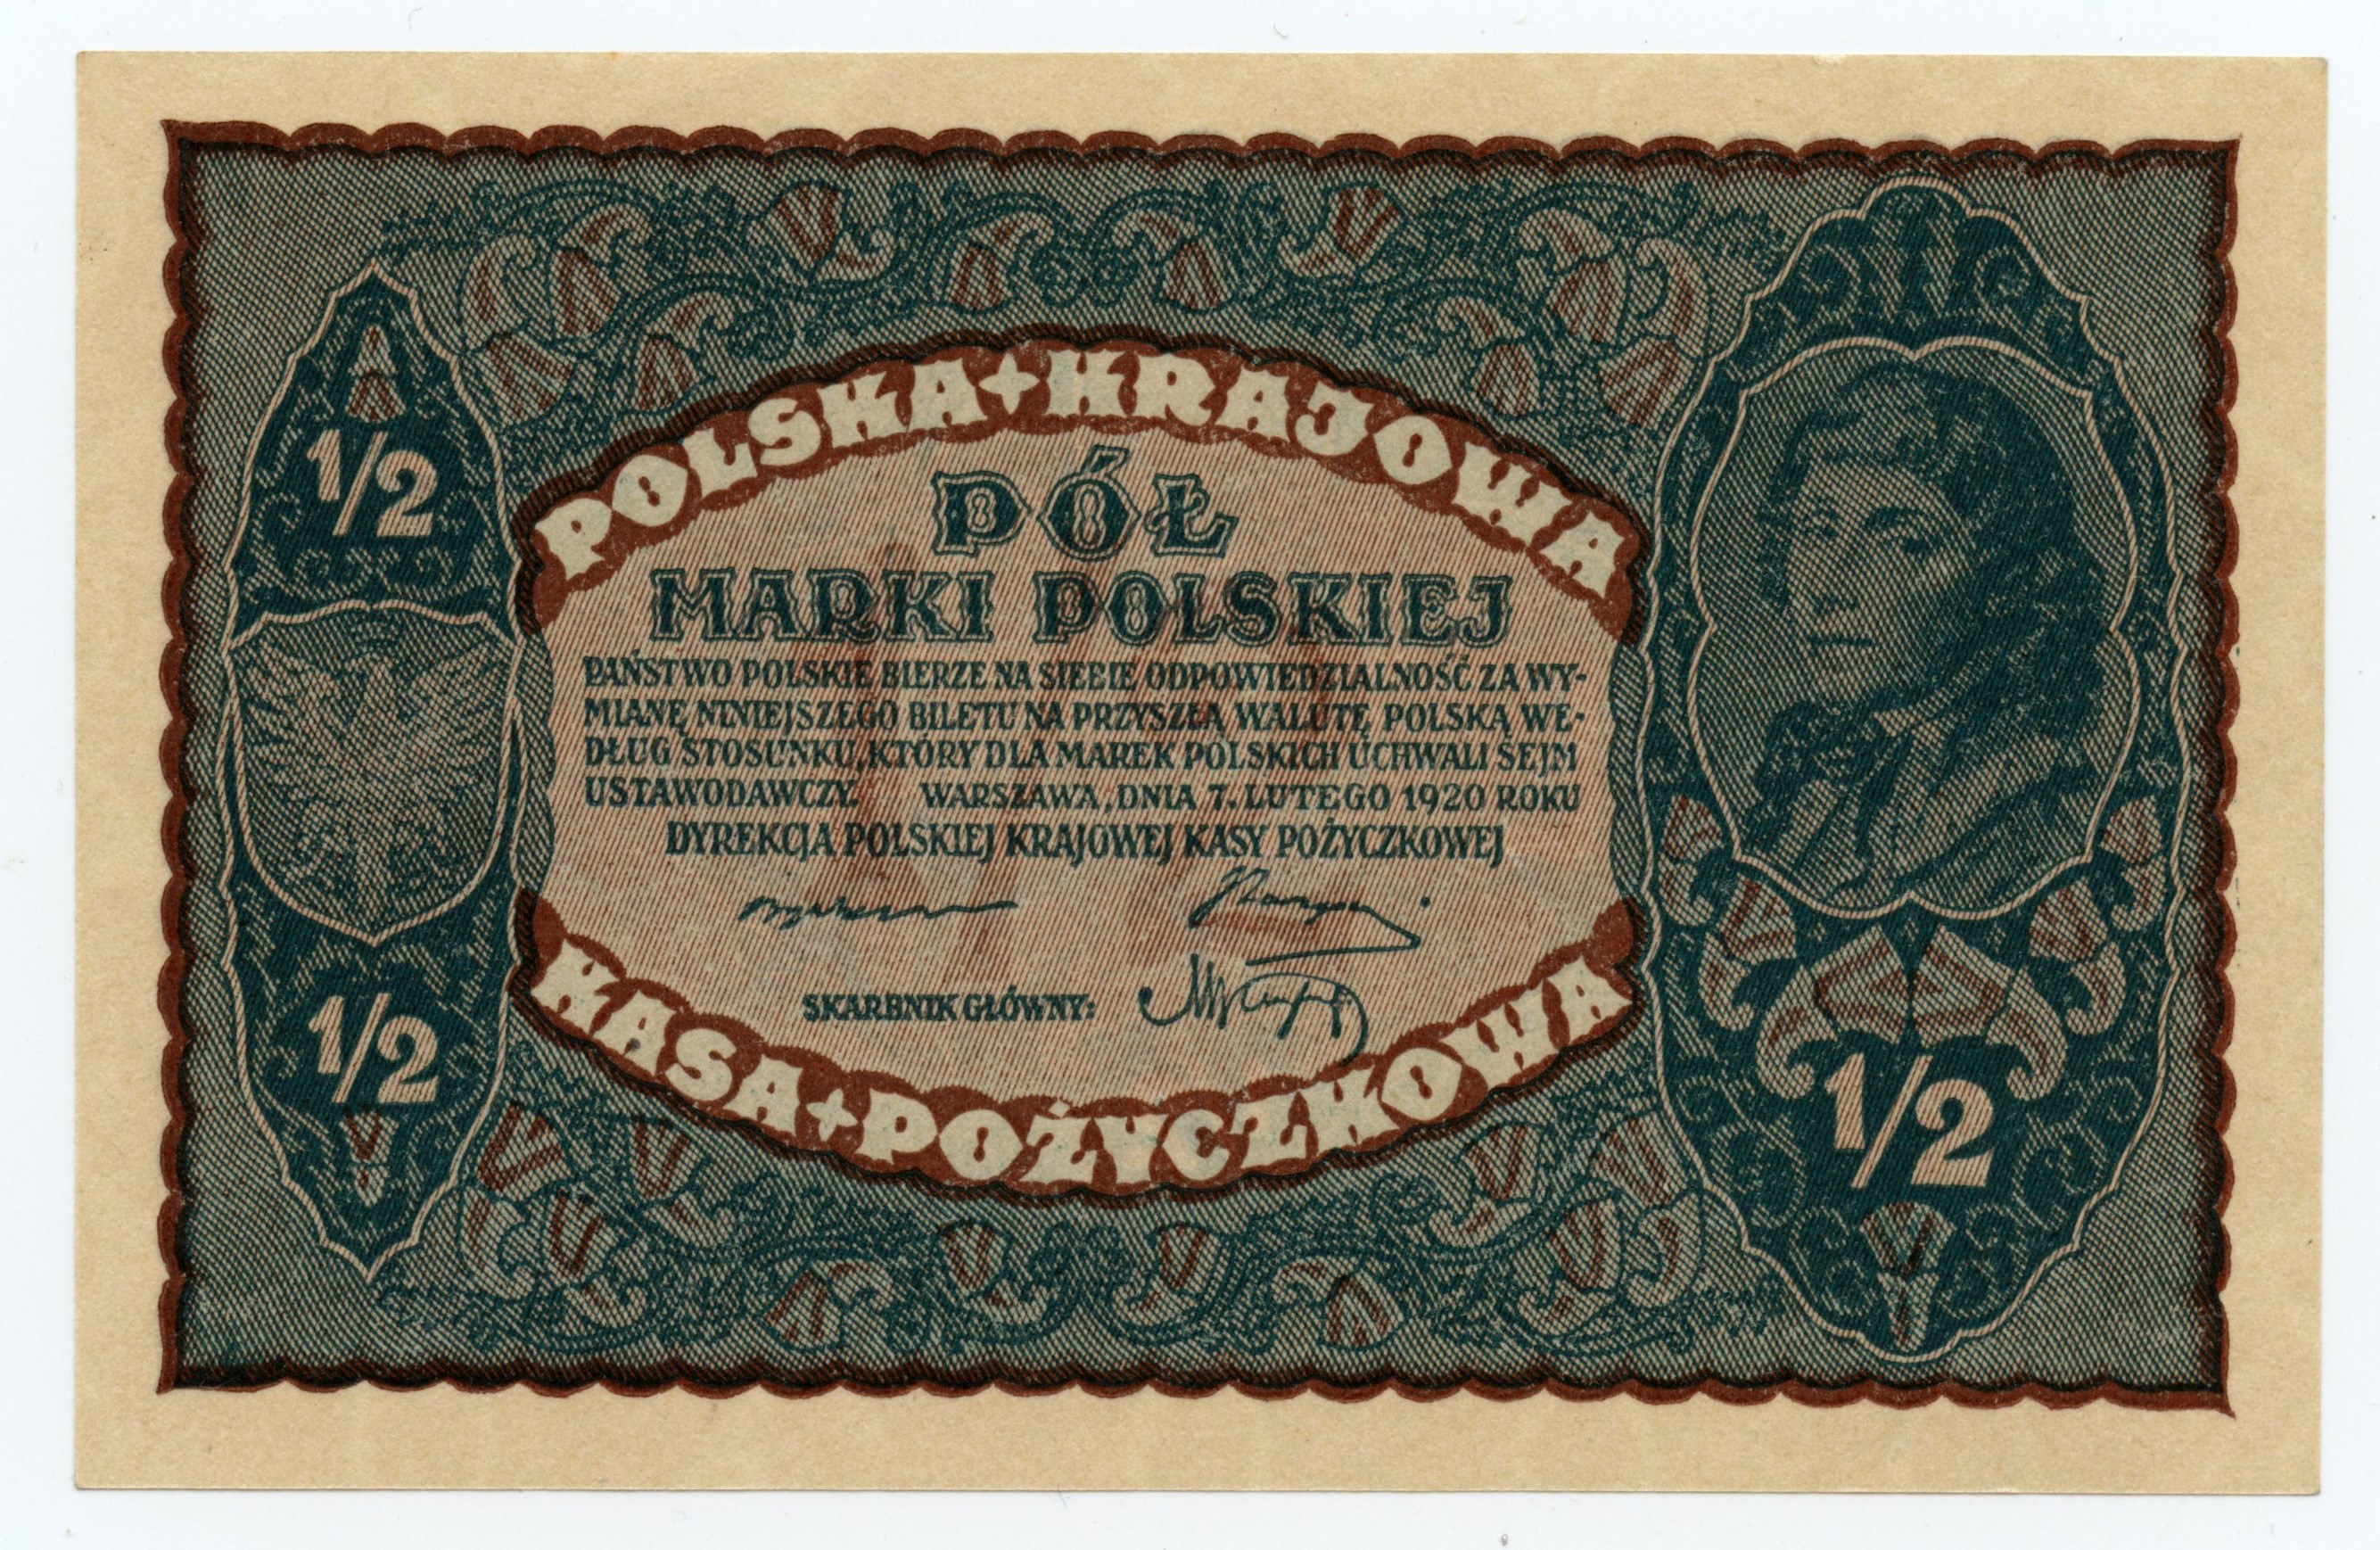 POLSKA + KRAJOWA
1/2
PÓŁ
MARKI POLSKIEJ
PAŃSTWO POLSKIE BIERZE NA SIEBIE ODPOWIEDZIALNOŚĆ ZA WY-
MIANĘ NINIEJSZEGO BILETU NA PRZYSZŁĄ WALUTĘ POLSKĄ WE-
DŁUG STOSUNKU, KTÓRY DLA MAREK POLSKICH UCHWALI SEJM
USTAWODAWCZY. WARSZAWA, DNIA 7. LUTEGO 1920 ROKU
DYREKCJA POLSKIEJ KRAJOWEJ KASY POŻYCZKOWEJ
SKARBNIK GŁÓWNY:
KASA + POŻYCZKOWA
1/2
1/2